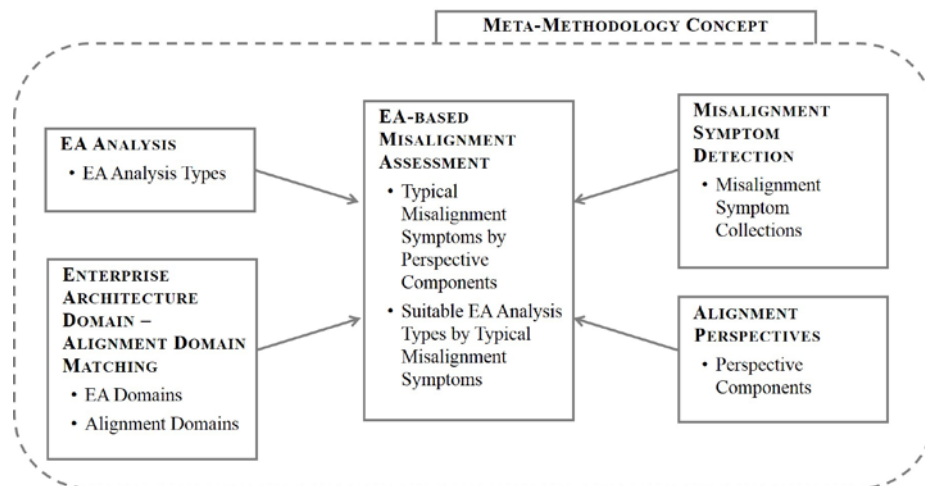 META-METHODOLOGY CONCEPT
EA ANALYSIS
• EA Analysis Types
ENTERPRISE
ARCHITECTURE
DOMAIN –
ALIGNMENT DOMAIN
MATCHING
• EA Domains
• Alignment Domains
EA-BASED
MISALIGNMENT
ASSESSMENT
• Typical
Misalignment
Symptoms by
Perspective
Components
• Suitable EA Analysis
Types by Typical
Misalignment
Symptoms
MISALIGNMENT
SYMPTOM
DETECTION
• Misalignment
Symptom
Collections
ALIGNMENT
PERSPECTIVES
• Perspective
Components